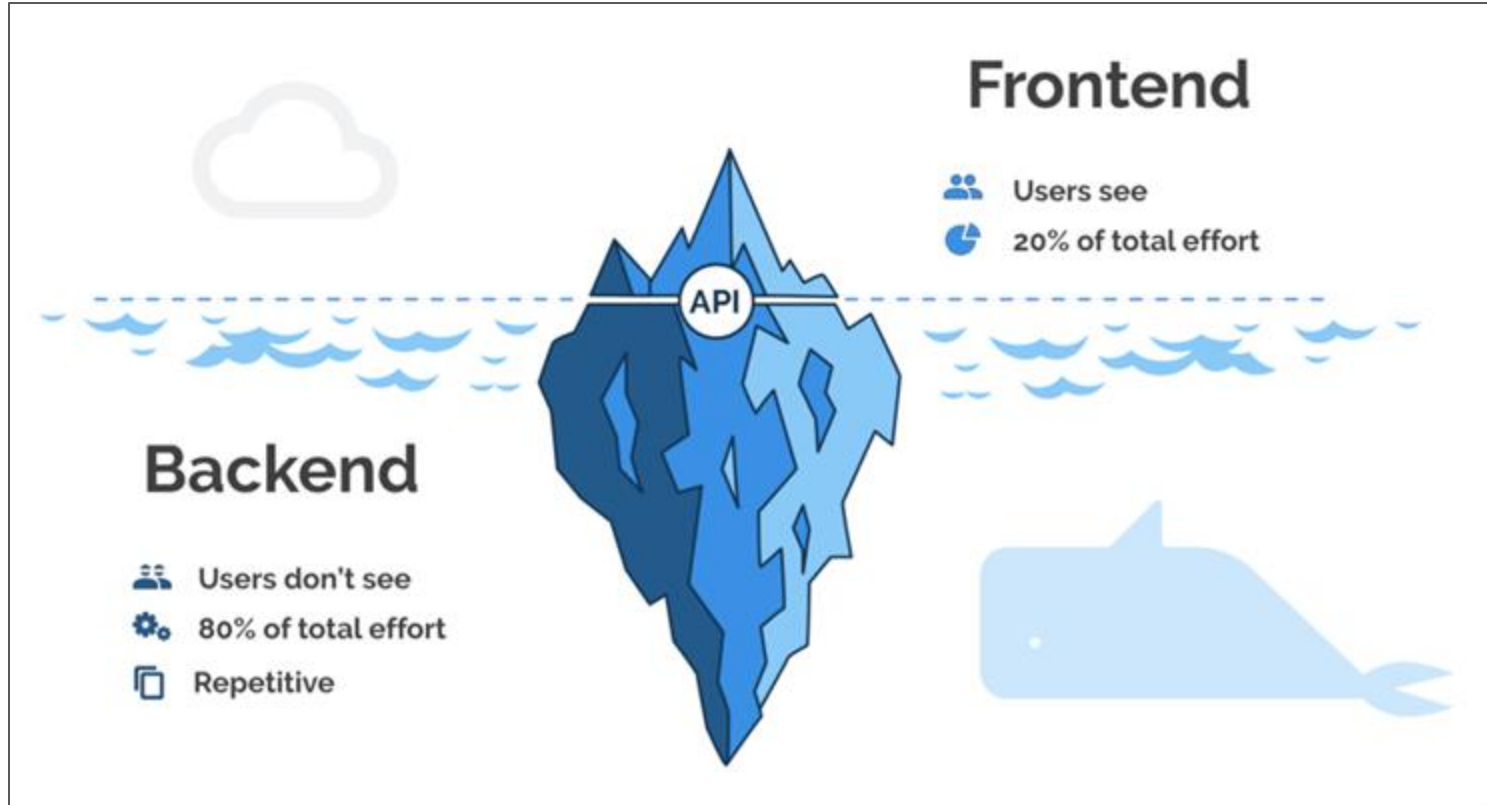 Frontend
Users see
20% of total effort
API
Backend
Users don't see
80% of total effort
Repetitive